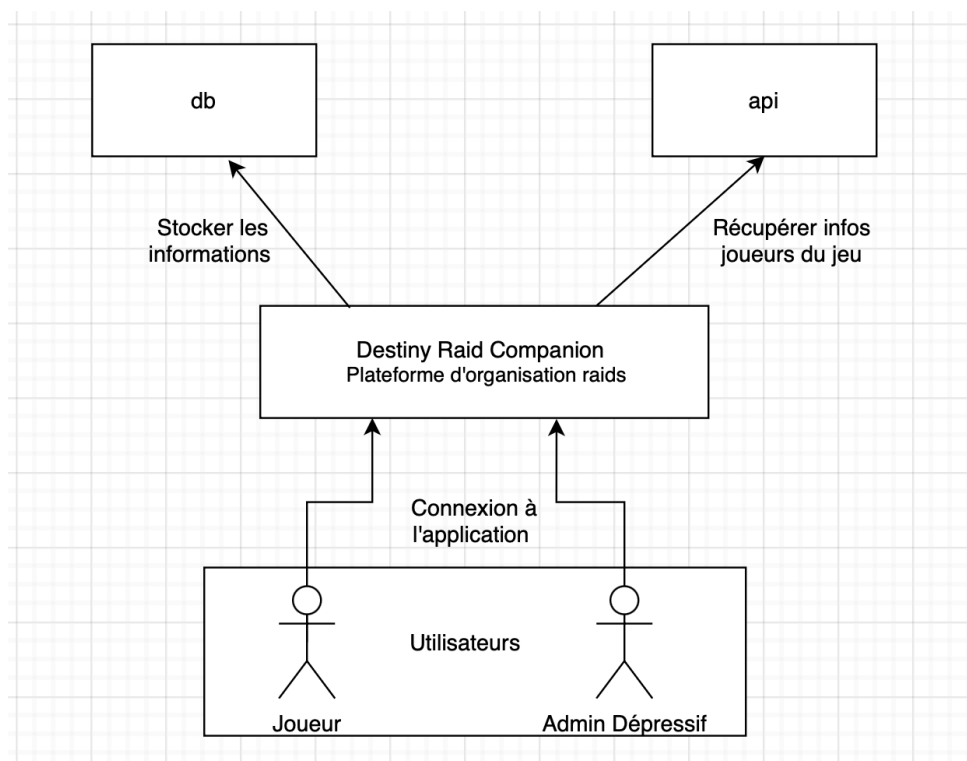 db
api
Stocker les
informations
Récupérer infos
joueurs du jeu
Destiny Raid Companion
Plateforme d'organisation raids
Connexion à
l'application
Utilisateurs
Joueur
Admin Dépressif